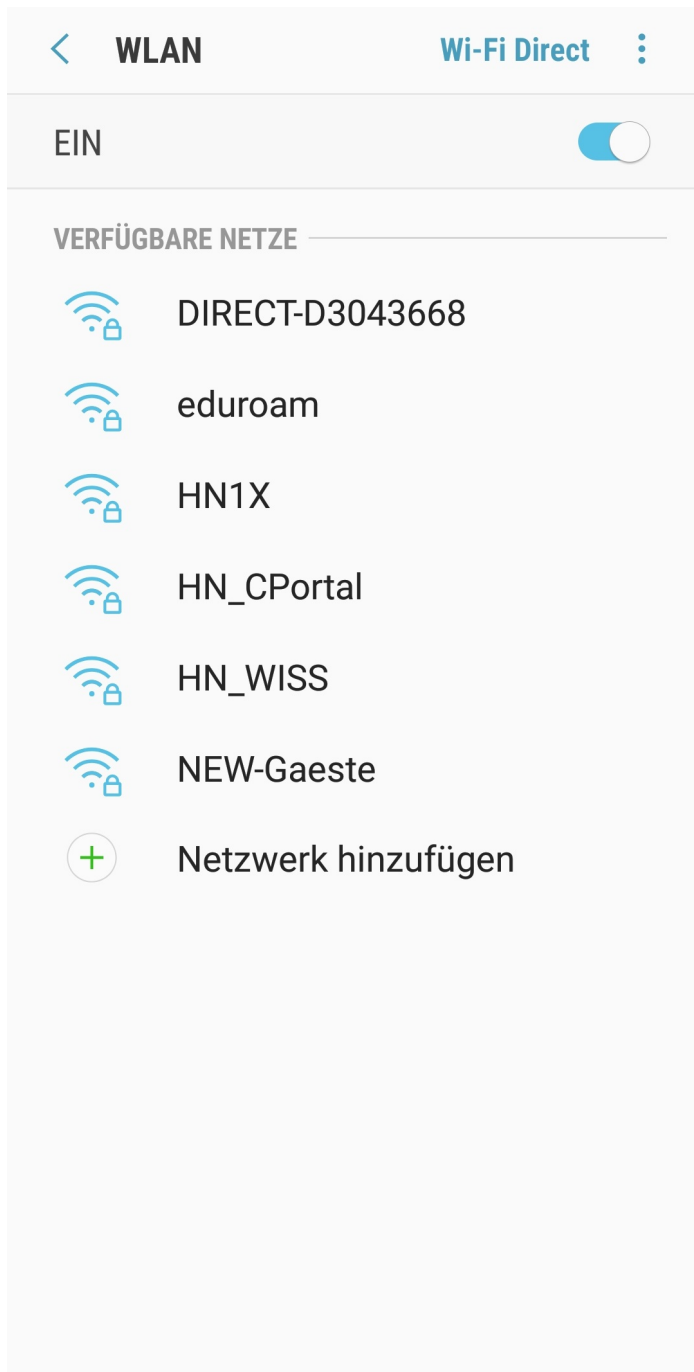 WLAN Wi-Fi Direct
EIN
VERFÜGBARE NETZE
DIRECT-D3043668
eduroam
HN1X
HN_CPortal
HN_WISS
NEW-Gaeste
Netzwerk hinzufügen